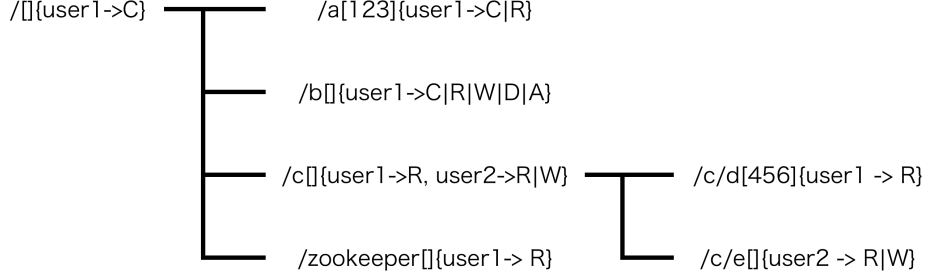 /[]{user1->C}
/a[123]{user1->C|R}
/b[]{user1->C|R|W|D|A}
/c[]{user1->R, user2->R|W}
/c/d[456]{user1 -> R}
/zookeeper[]{user1-> R}
/c/e[]{user2 -> R|W}